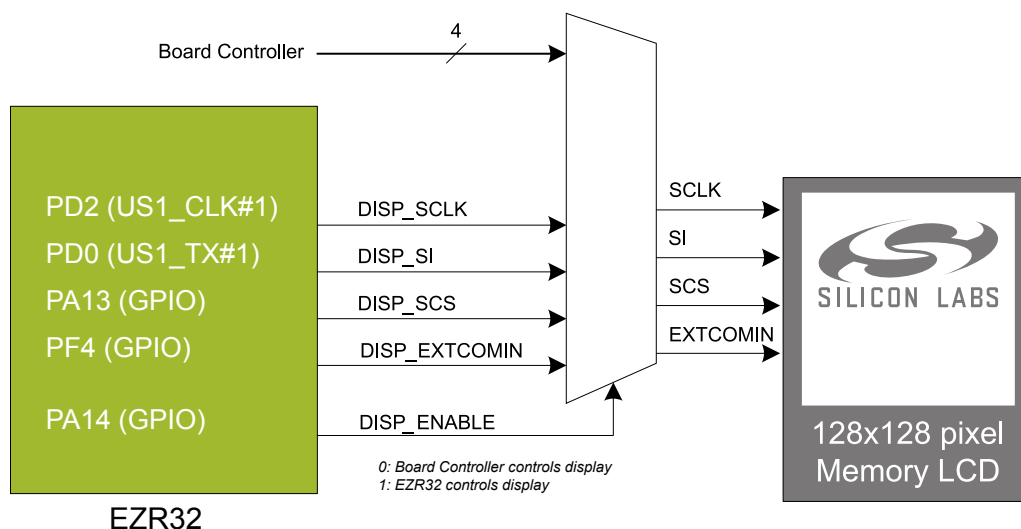 4
Board Controller
PD2 (US1_CLK#1)
DISP_SCLK
SCLK
PD0 (US1_TX#1)
DISP_SI
SI
PA13 (GPIO)
DISP_SCS
SCS
PF4 (GPIO)
DISP_EXTCOMIN
EXTCOMIN
PA14 (GPIO)
DISP_ENABLE
0: Board Controller controls display
1: EZR32 controls display
EZR32
SILICON LABS
128x128 pixel
Memory LCD